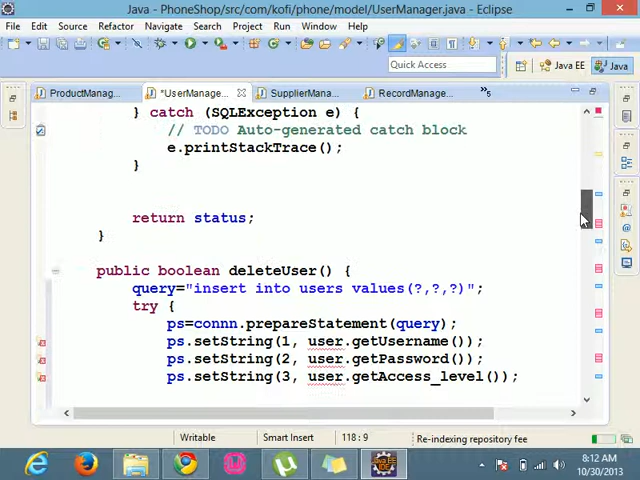 Java - PhoneShop/src/com/kofi/phone/model/UserManager.java - Eclipse
File Edit Source Refactor Navigate Search Project Run Window Help
Quick Access
Java EE
Java
ProductManag...
*UserManage...
SupplierMana...
RecordManage...
»5
} catch (SQLException e) {
// TODO Auto-generated catch block
e.printStackTrace();
}
return status;
}
public boolean deleteUser() {
query="insert into users values(?,?,?)";
try {
ps=connn.prepareStatement(query);
ps.setString(1, user.getUsername());
ps.setString(2, user.getPassword());
ps.setString(3, user.getAccess_level());
Writable
Smart Insert
118 : 9
Re-indexing repository fee
8:12 AM
10/30/2013